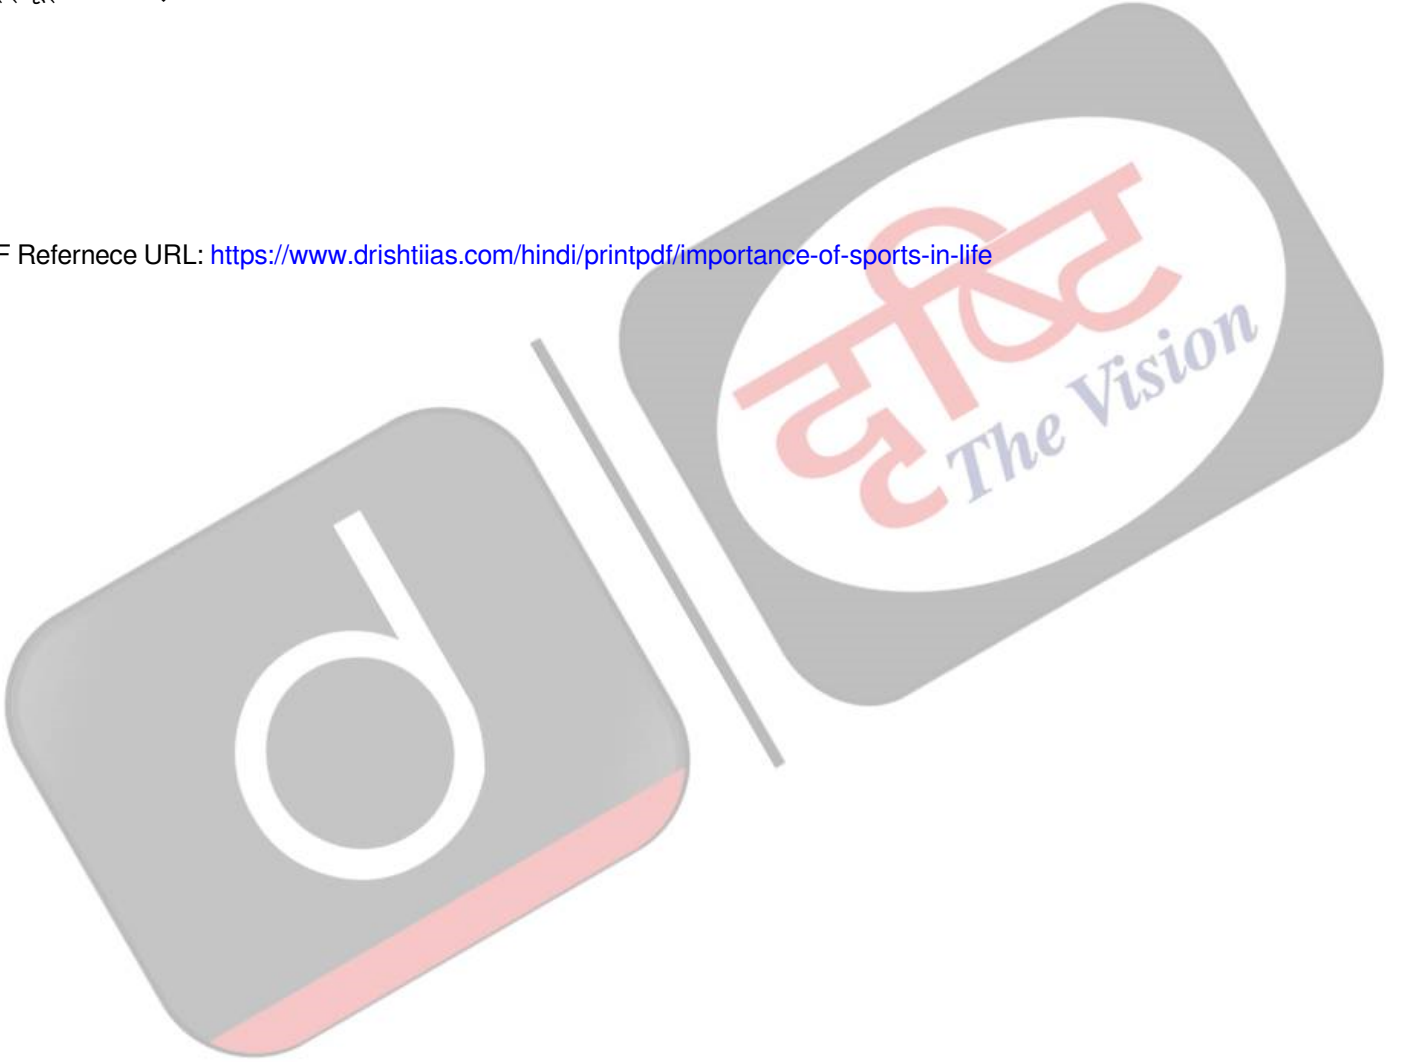 F Refernece URL: https://www.drishtiias.com/hindi/printpdf/importance-of-sports-in-life
दृष्टि
The Vision
d